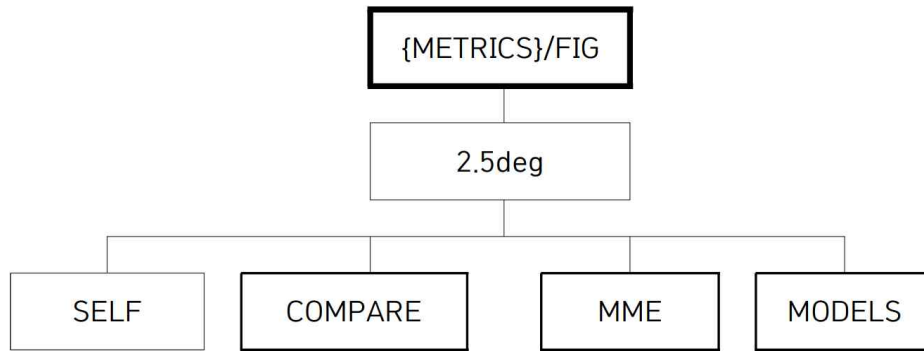 {METRICS}/FIG
2.5deg
SELF
COMPARE
MME
MODELS